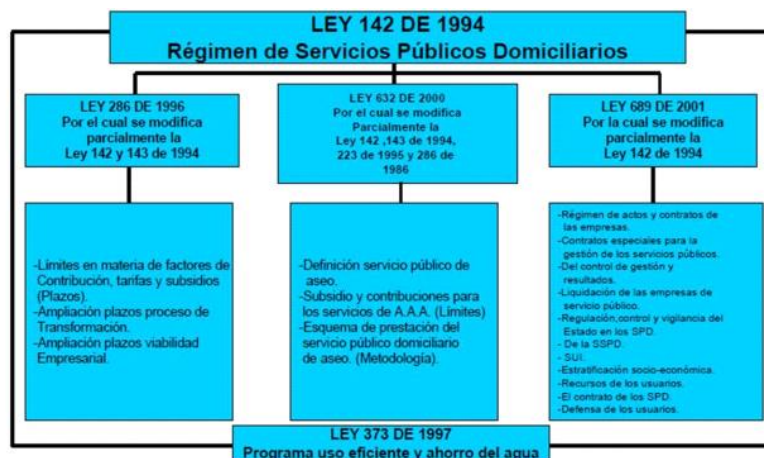 LEY 142 DE 1994
Régimen de Servicios Públicos Domiciliarios
LEY 286 DE 1996
Por el cual se modifica
parcialmente la
Ley 142 y 143 de 1994
LEY 632 DE 2000
Por el cual se modifica
Parcialmente la
Ley 142 ,143 de 1994,
223 de 1995 y 286 de
1986
LEY 689 DE 2001
Por la cual se modifica
parcialmente la
Ley 142 de 1994
-Límites en materia de factores de
Contribución, tarifas y subsidios
(Plazos).
-Ampliación plazos proceso de
Transformación.
-Ampliación plazos viabilidad
Empresarial.
-Definición servicio público de
aseo.
-Subsidio y contribuciones para
los servicios de A.A.A. (Límites)
-Esquema de prestación del
servicio público domiciliario
de aseo. (Metodología).
-Régimen de actos y contratos de
las empresas.
-Contratos especiales para la
gestión de los servicios públicos.
-Del control de gestión y
resultados.
-Liquidación de las empresas de
servicio público.
-Regulación,control y vigilancia del
Estado en los SPD.
- De la SSPD.
- SUI.
-Estratificación socio-económica.
-Recursos de los usuarios.
-El contrato de los SPD.
-Defensa de los usuarios.
LEY 373 DE 1997
Programa uso eficiente y ahorro del agua